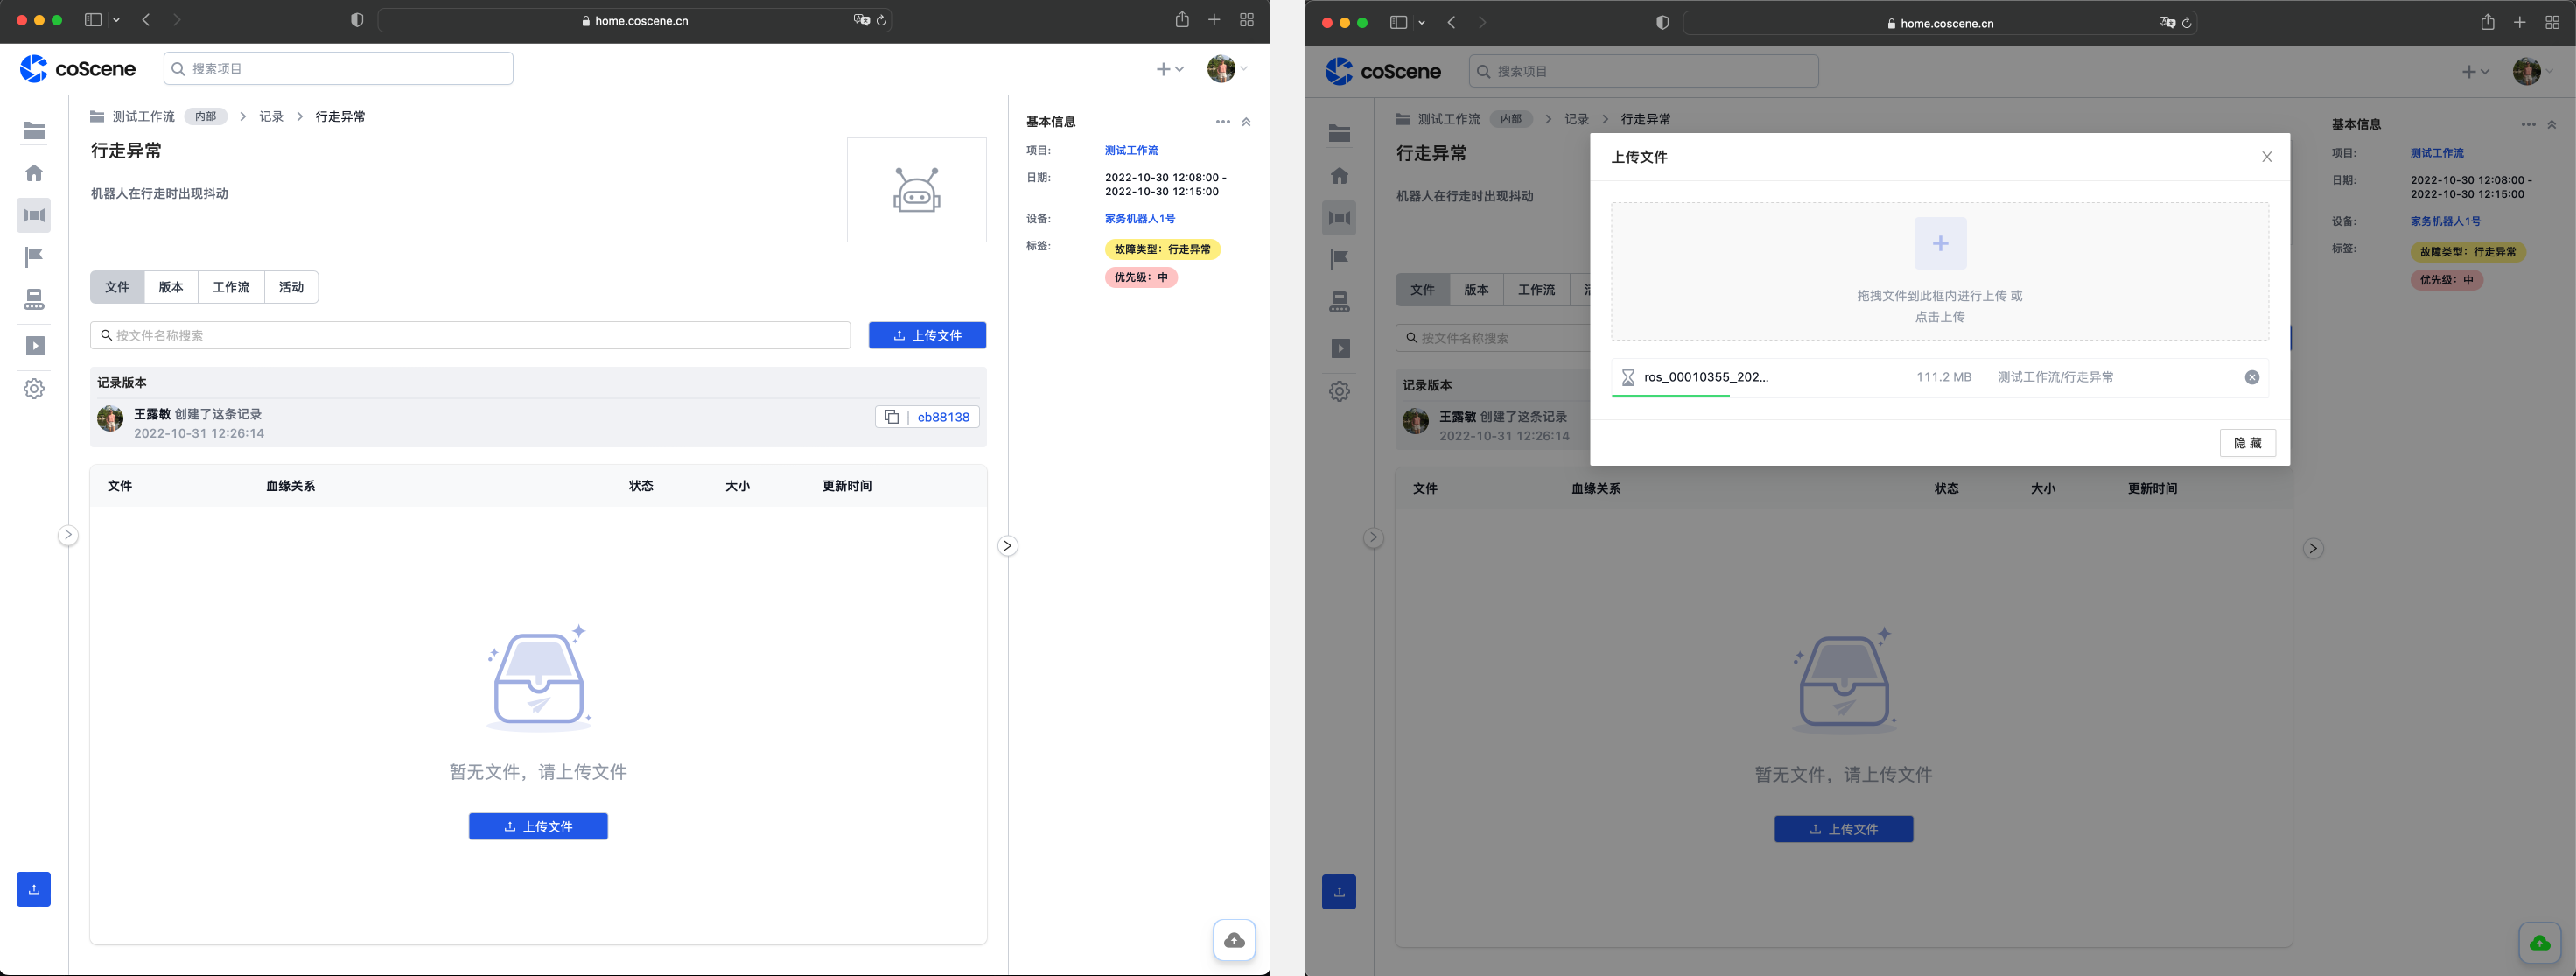 home.coscene.cn
coScene
搜索项目
测试工作流 内部 > 记录 > 行走异常
行走异常
机器人在行走时出现抖动
文件 版本 工作流 活动
按文件名称搜索
上传文件
记录版本
王露敏 创建了这条记录
2022-10-31 12:26:14
eb88138
文件 血缘关系 状态 大小 更新时间
暂无文件，请上传文件
上传文件
基本信息
项目: 测试工作流
日期: 2022-10-30 12:08:00 -
2022-10-30 12:15:00
设备: 家务机器人1号
标签: 故障类型：行走异常
优先级：中
home.coscene.cn
coScene
搜索项目
测试工作流 内部 > 记录 > 行走异常
行走异常
机器人在行走时出现抖动
文件 版本 工作流
按文件名称搜索
记录版本
王露敏 创建了这条记录
2022-10-31 12:26:14
上传文件
拖拽文件到此框内进行上传 或
点击上传
ros_00010355_202... 111.2 MB 测试工作流/行走异常
隐 藏
文件 血缘关系 状态 大小 更新时间
暂无文件，请上传文件
上传文件
基本信息
项目: 测试工作流
日期: 2022-10-30 12:08:00 -
2022-10-30 12:15:00
设备: 家务机器人1号
标签: 故障类型：行走异常
优先级：中